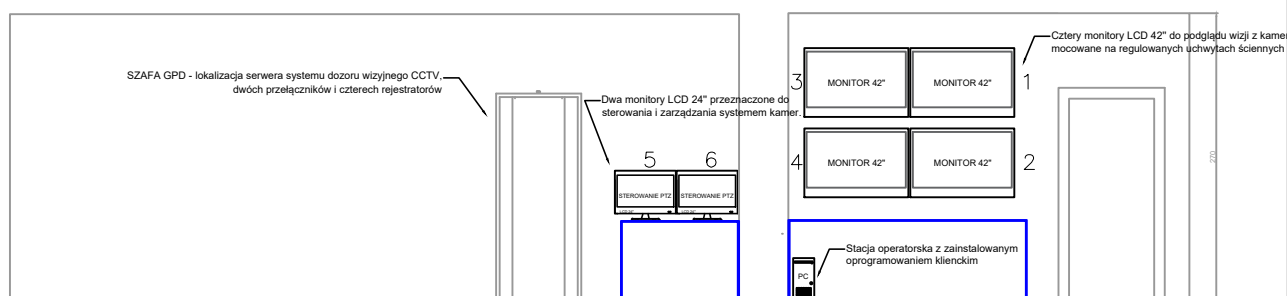 SZAFA GPD - lokalizacja serwera systemu dozoru wizyjnego CCTV,
dwóch przełączników i czterech rejestratorów
Dwa monitory LCD 24" przeznaczone do
sterowania i zarządzania systemem kamer.
5 6
STEROWANIE PTZ STEROWANIE PTZ
Cztery monitory LCD 42" do podglądu wizji z kamer
mocowane na regulowanych uchwytach ściennych
3 MONITOR 42" MONITOR 42" 1
4 MONITOR 42" MONITOR 42" 2
270
Stacja operatorska z zainstalowanym
oprogramowaniem klienckim
PC